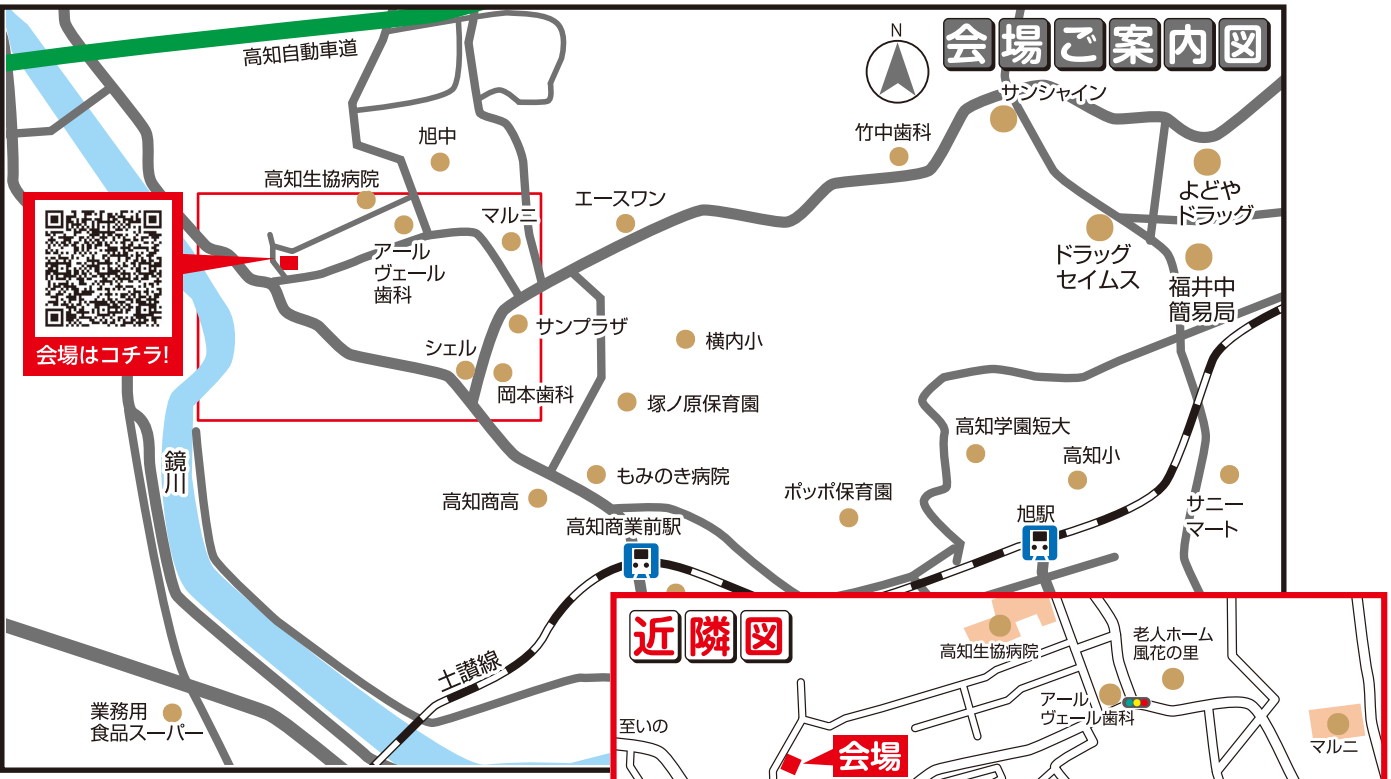 会場ご案内図
N
高知自動車道
サンシャイン
竹中歯科
旭中
高知生協病院
よどや
ドラッグ
エースワン
マルニ
アール
ヴェール
歯科
ドラッグ
セイムス
福井中
簡易局
会場はコチラ!
サンプラザ
シェル
横内小
岡本歯科
塚ノ原保育園
高知学園短大
高知小
鏡川
もみのき病院
高知商高
ポッポ保育園
サニー
マート
旭駅
高知商業前駅
土讃線
業務用
食品スーパー
近隣図
高知生協病院
老人ホーム
風花の里
アール
ヴェール歯科
至いの
マルニ
会場